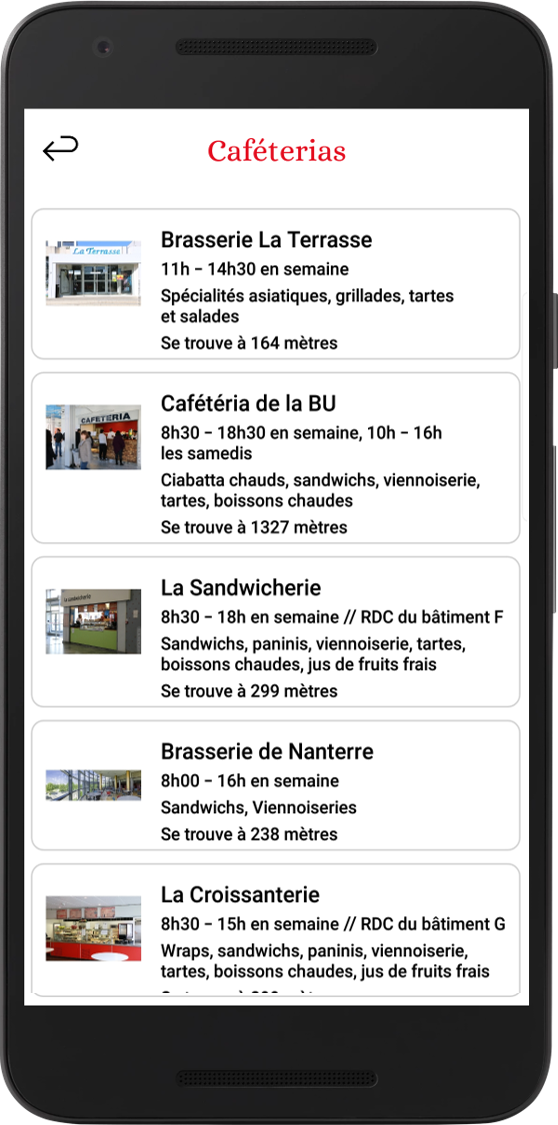 Caféterias
La Terrasse
Brasserie La Terrasse
11h – 14h30 en semaine
Spécialités asiatiques, grillades, tartes
et salades
Se trouve à 164 mètres
CAFETERIA
Cafétéria de la BU
8h30 – 18h30 en semaine, 10h – 16h
les samedis
Ciabatta chauds, sandwichs, viennoiserie,
tartes, boissons chaudes
Se trouve à 1327 mètres
La sandwicherie
La Sandwicherie
8h30 – 18h en semaine // RDC du bâtiment F
Sandwichs, paninis, viennoiserie, tartes,
boissons chaudes, jus de fruits frais
Se trouve à 299 mètres
Brasserie de Nanterre
8h00 – 16h en semaine
Sandwichs, Viennoiseries
Se trouve à 238 mètres
La Croissanterie
8h30 – 15h en semaine // RDC du bâtiment G
Wraps, sandwichs, paninis, viennoiserie,
tartes, boissons chaudes, jus de fruits frais